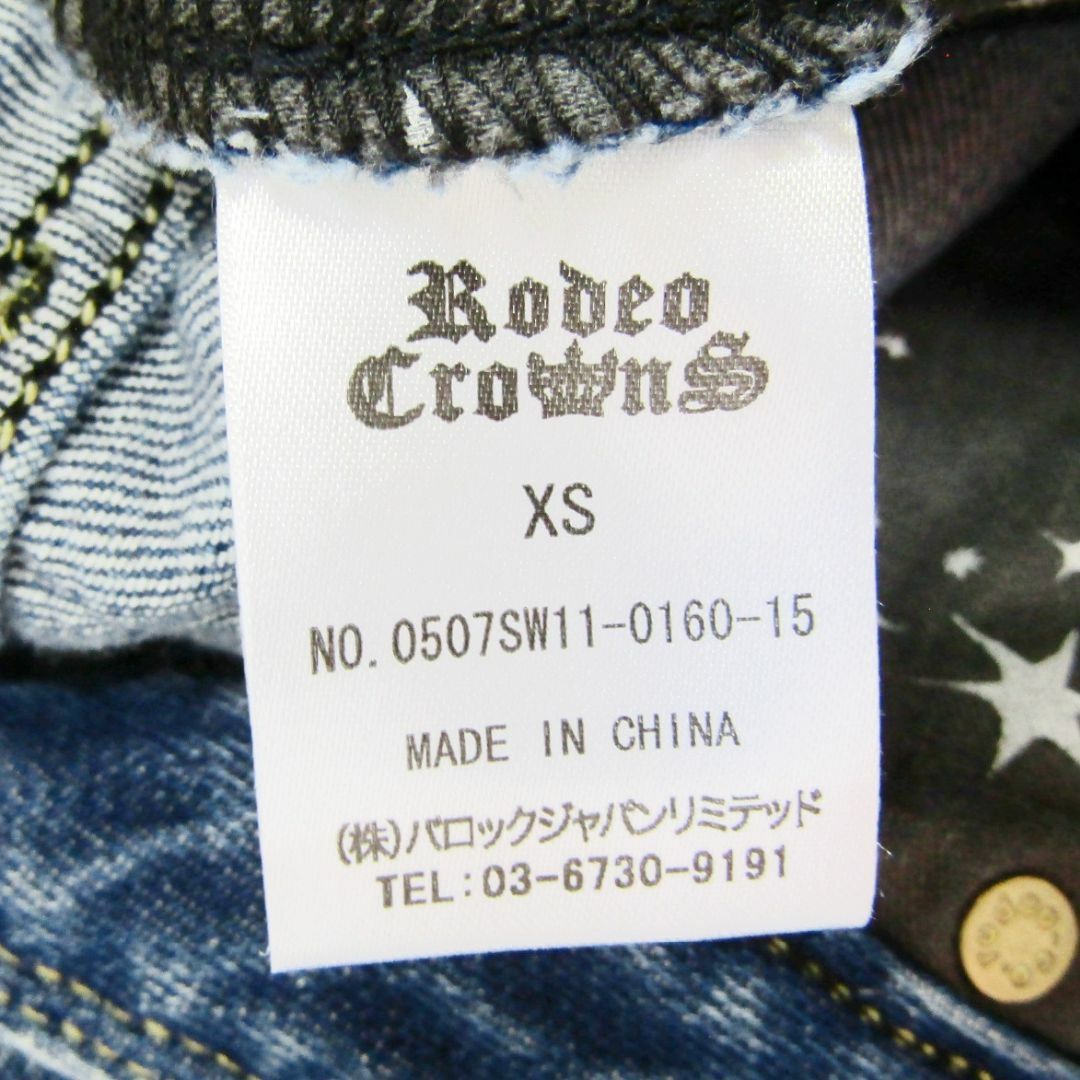 Rodeo
Crowns
XS
NO.0507SW11-0160-15
MADE IN CHINA
(株)バロックジャパンリミテッド
TEL:03-6730-9191